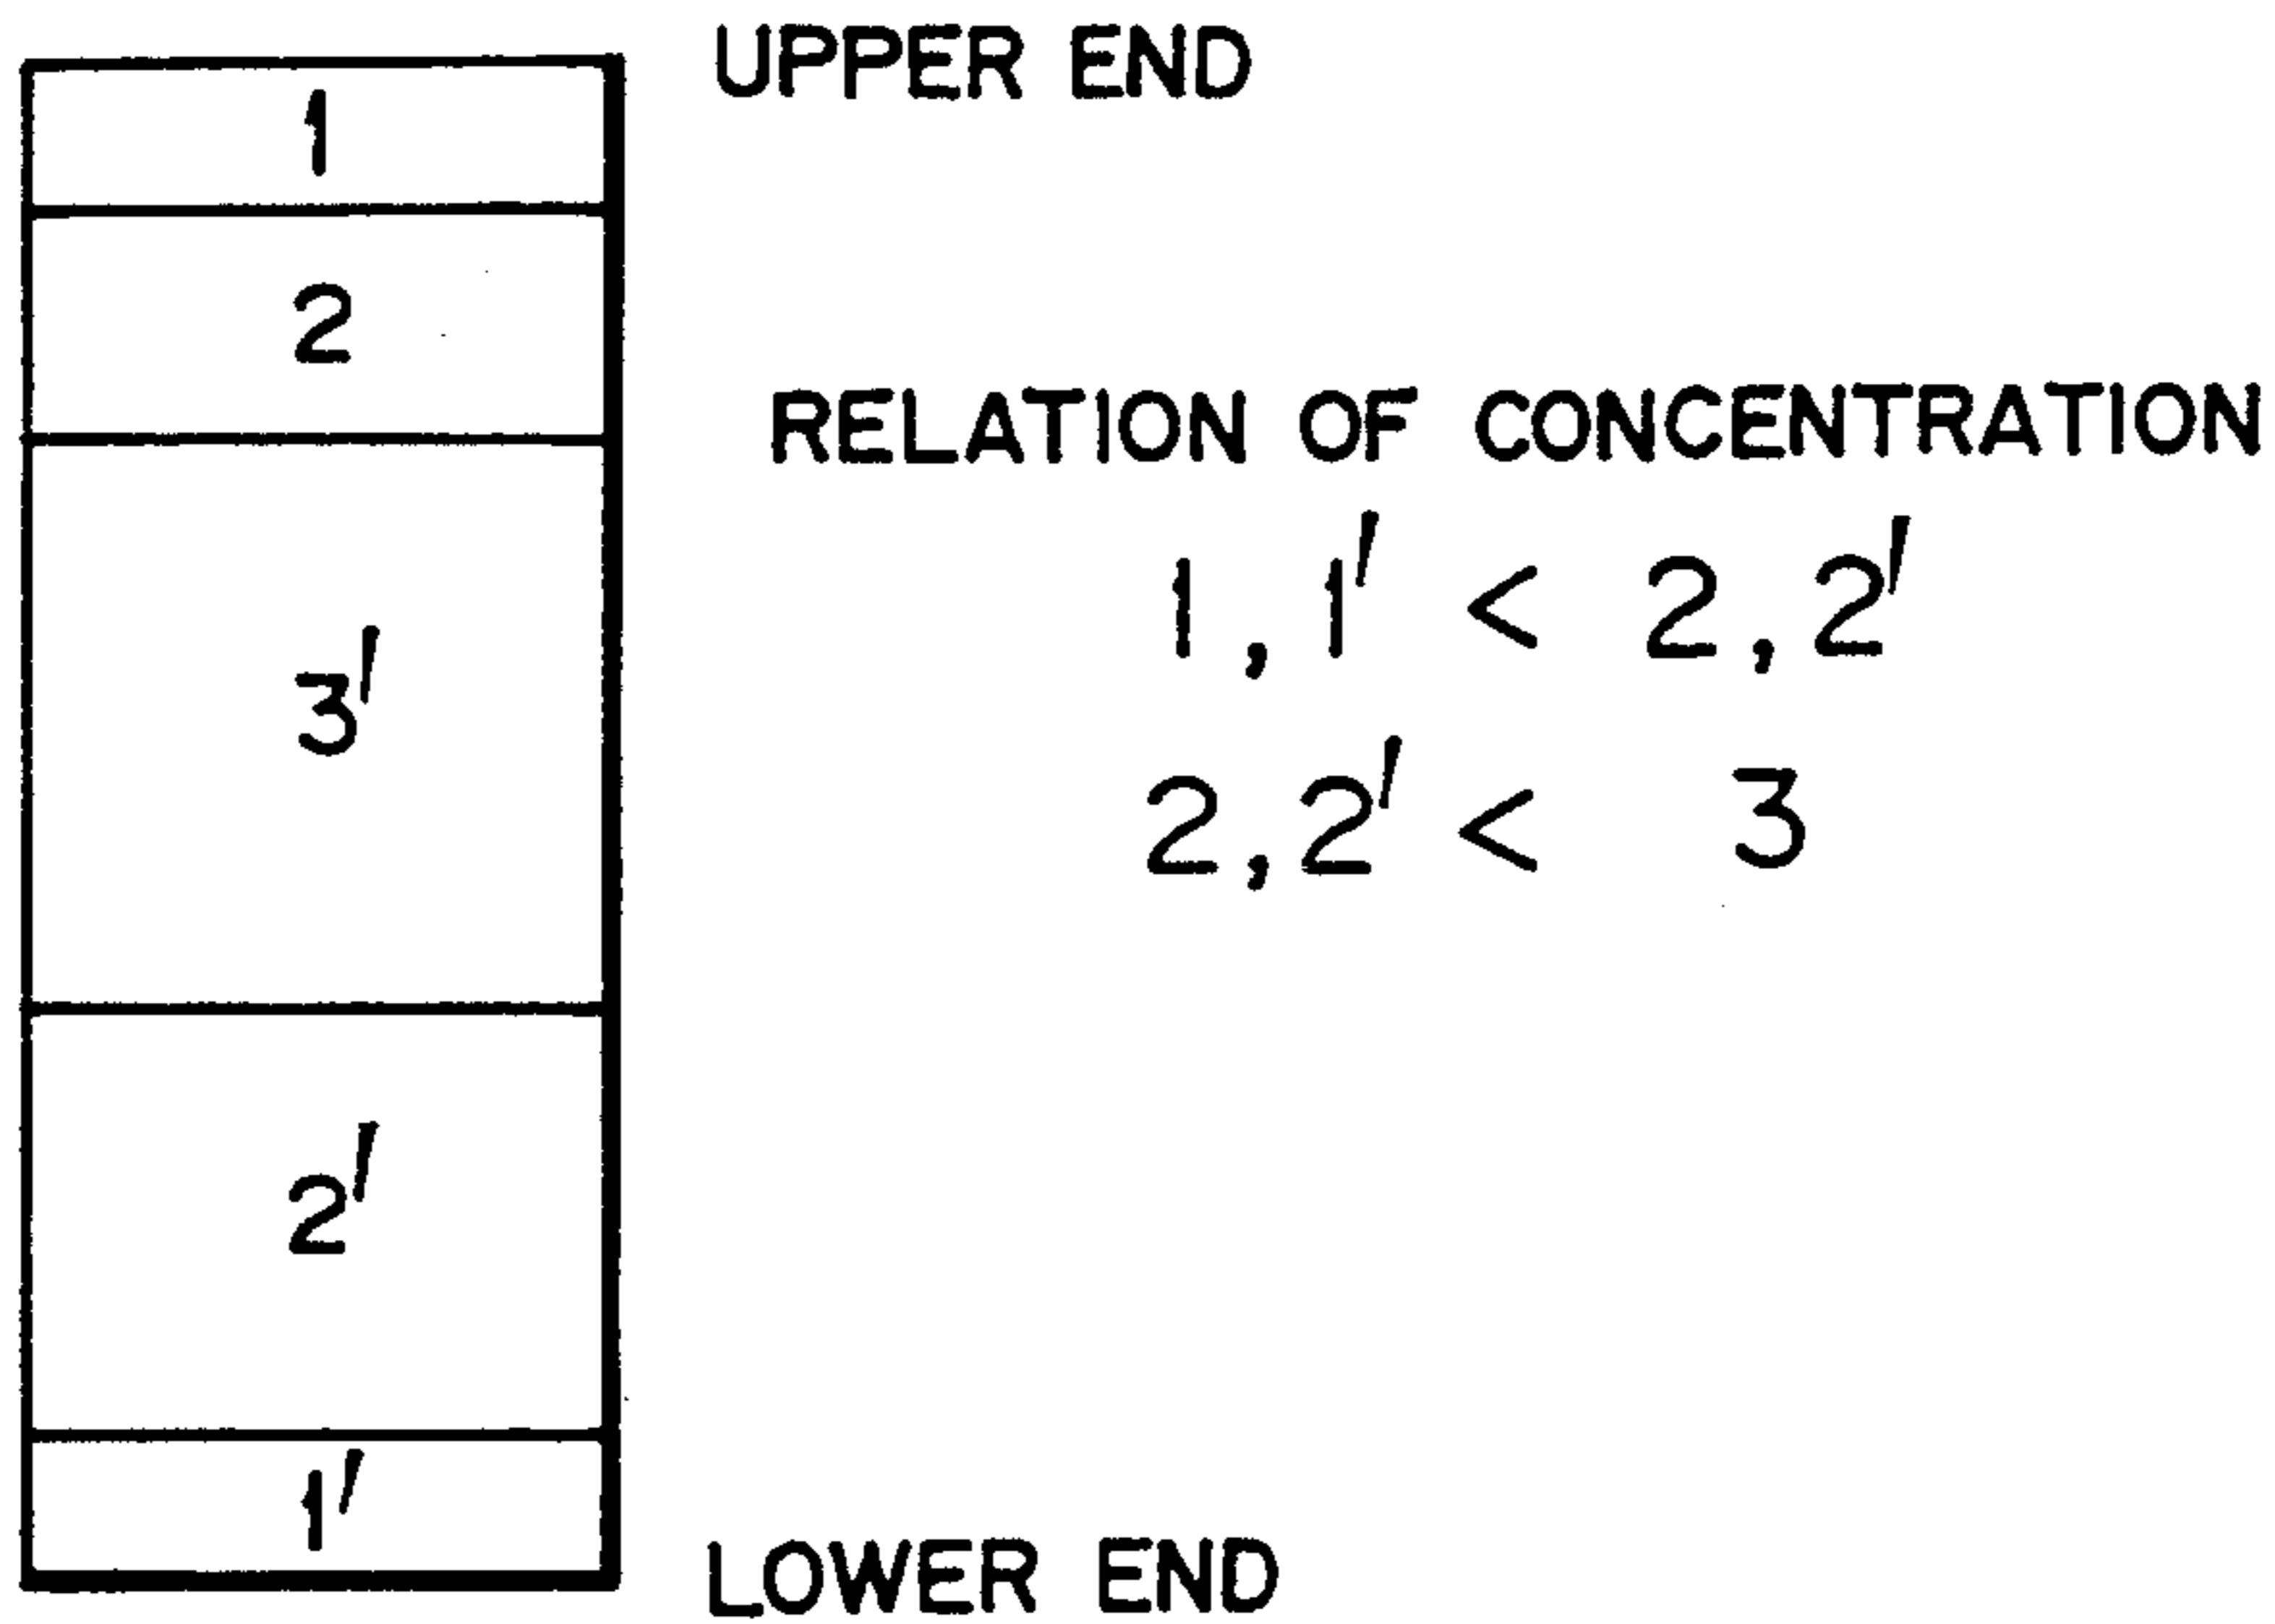 UPPER END
1
2
RELATION OF CONCENTRATION
1, 1' < 2, 2'
3'
2, 2' < 3
2'
1'
LOWER END